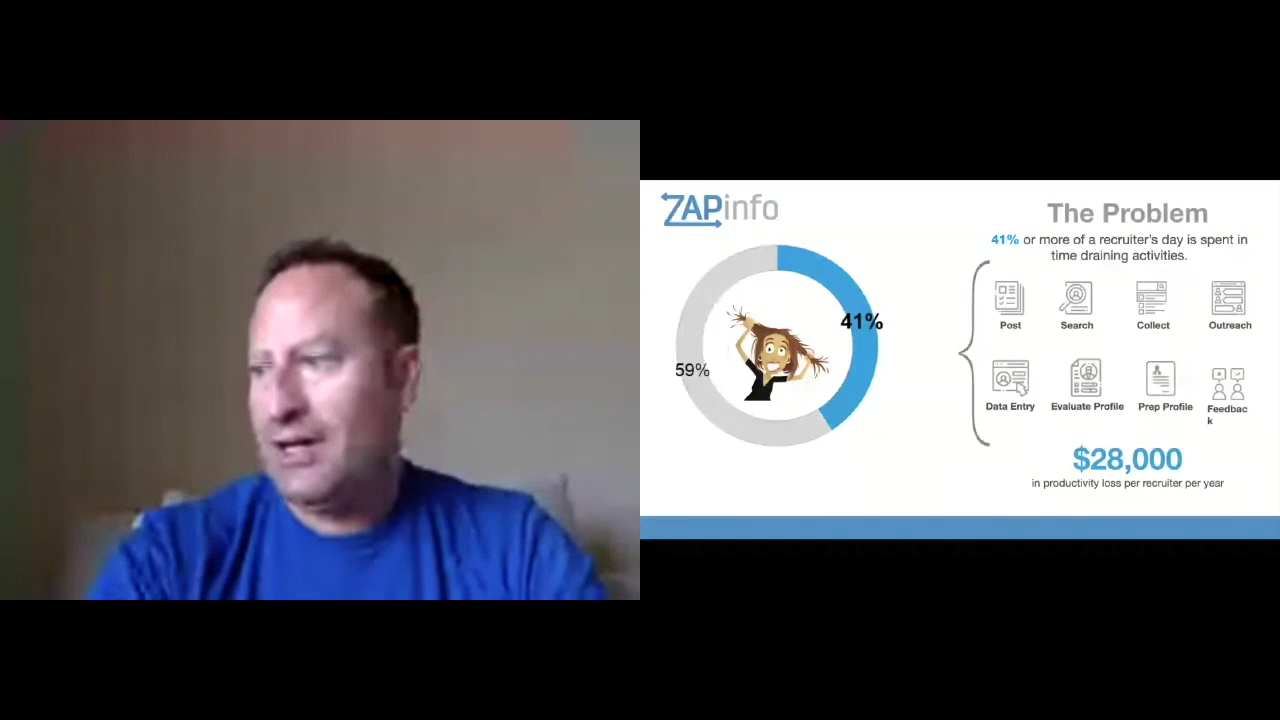 ZAPinfo
The Problem
41% or more of a recruiter's day is spent in
time draining activities.
41%
59%
Post
Search
Collect
Outreach
Data Entry
Evaluate Profile
Prep Profile
Feedbac
k
$28,000
in productivity loss per recruiter per year